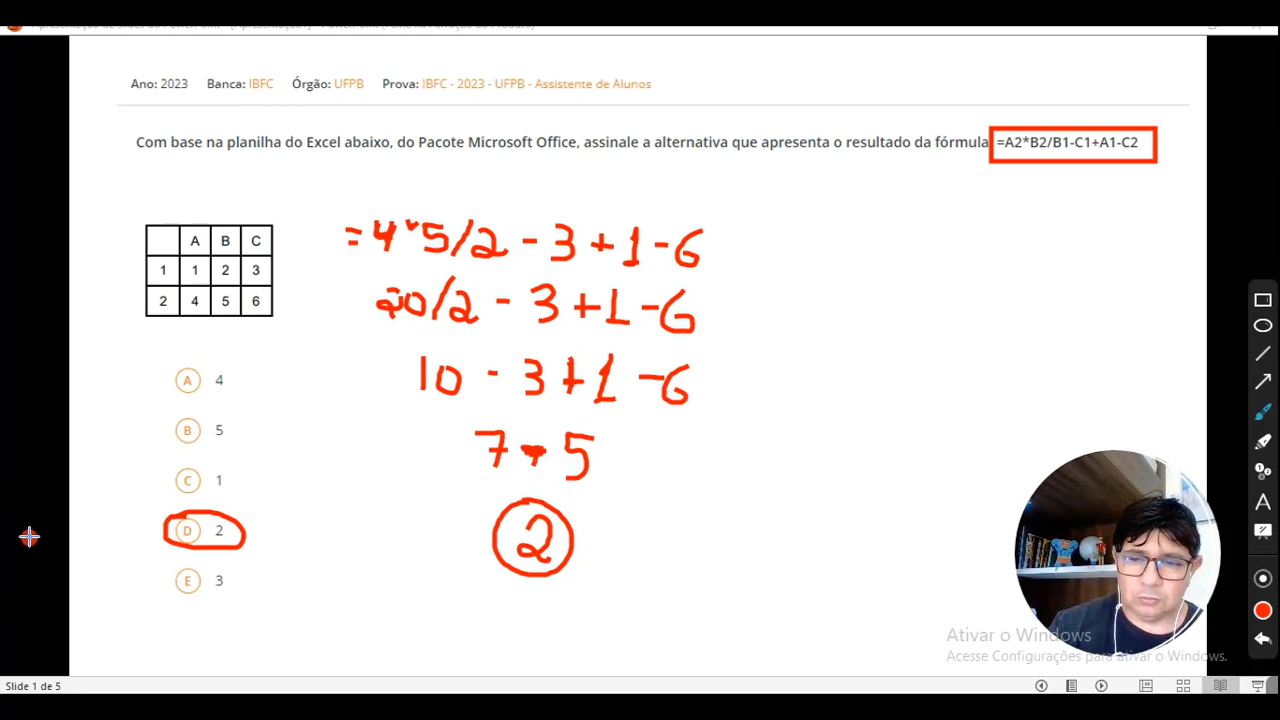 Ano: 2023 Banca: IBFC Órgão: UFPB Prova: IBFC - 2023 - UFPB - Assistente de Alunos
Com base na planilha do Excel abaixo, do Pacote Microsoft Office, assinale a alternativa que apresenta o resultado da fórmula =A2*B2/B1-C1+A1-C2
A B C
1 1 2 3
2 4 5 6
= 4*5/2 - 3 + 1 - 6
20/2 - 3 + 1 - 6
10 - 3 + 1 - 6
7 - 5
2
A 4
B 5
C 1
D 2
E 3
Ativar o Windows
Acesse Configurações para ativar o Windows.
Slide 1 de 5